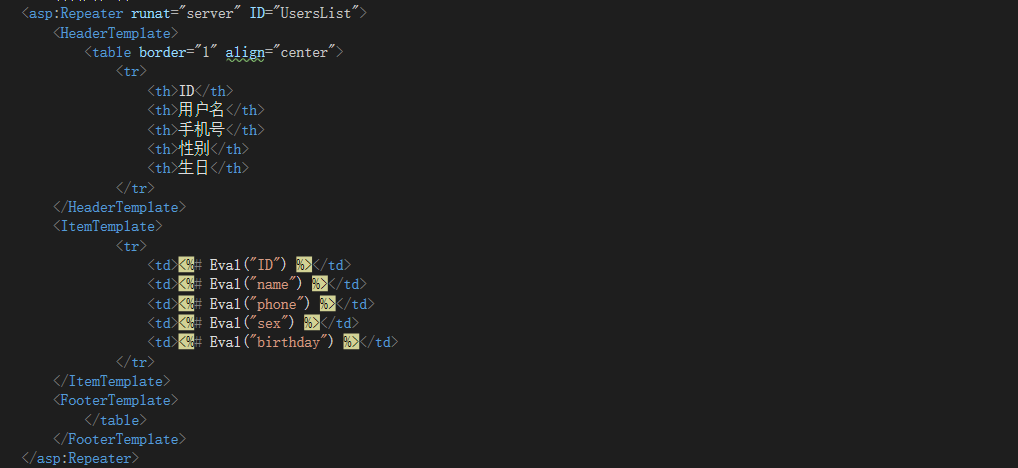 <asp:Repeater runat="server" ID="UsersList">
<HeaderTemplate>
<table border="1" align="center">
<tr>
<th>ID</th>
<th>用户名</th>
<th>手机号</th>
<th>性别</th>
<th>生日</th>
</tr>
</HeaderTemplate>
<ItemTemplate>
<tr>
<td><%# Eval("ID") %></td>
<td><%# Eval("name") %></td>
<td><%# Eval("phone") %></td>
<td><%# Eval("sex") %></td>
<td><%# Eval("birthday") %></td>
</tr>
</ItemTemplate>
<FooterTemplate>
</table>
</FooterTemplate>
</asp:Repeater>